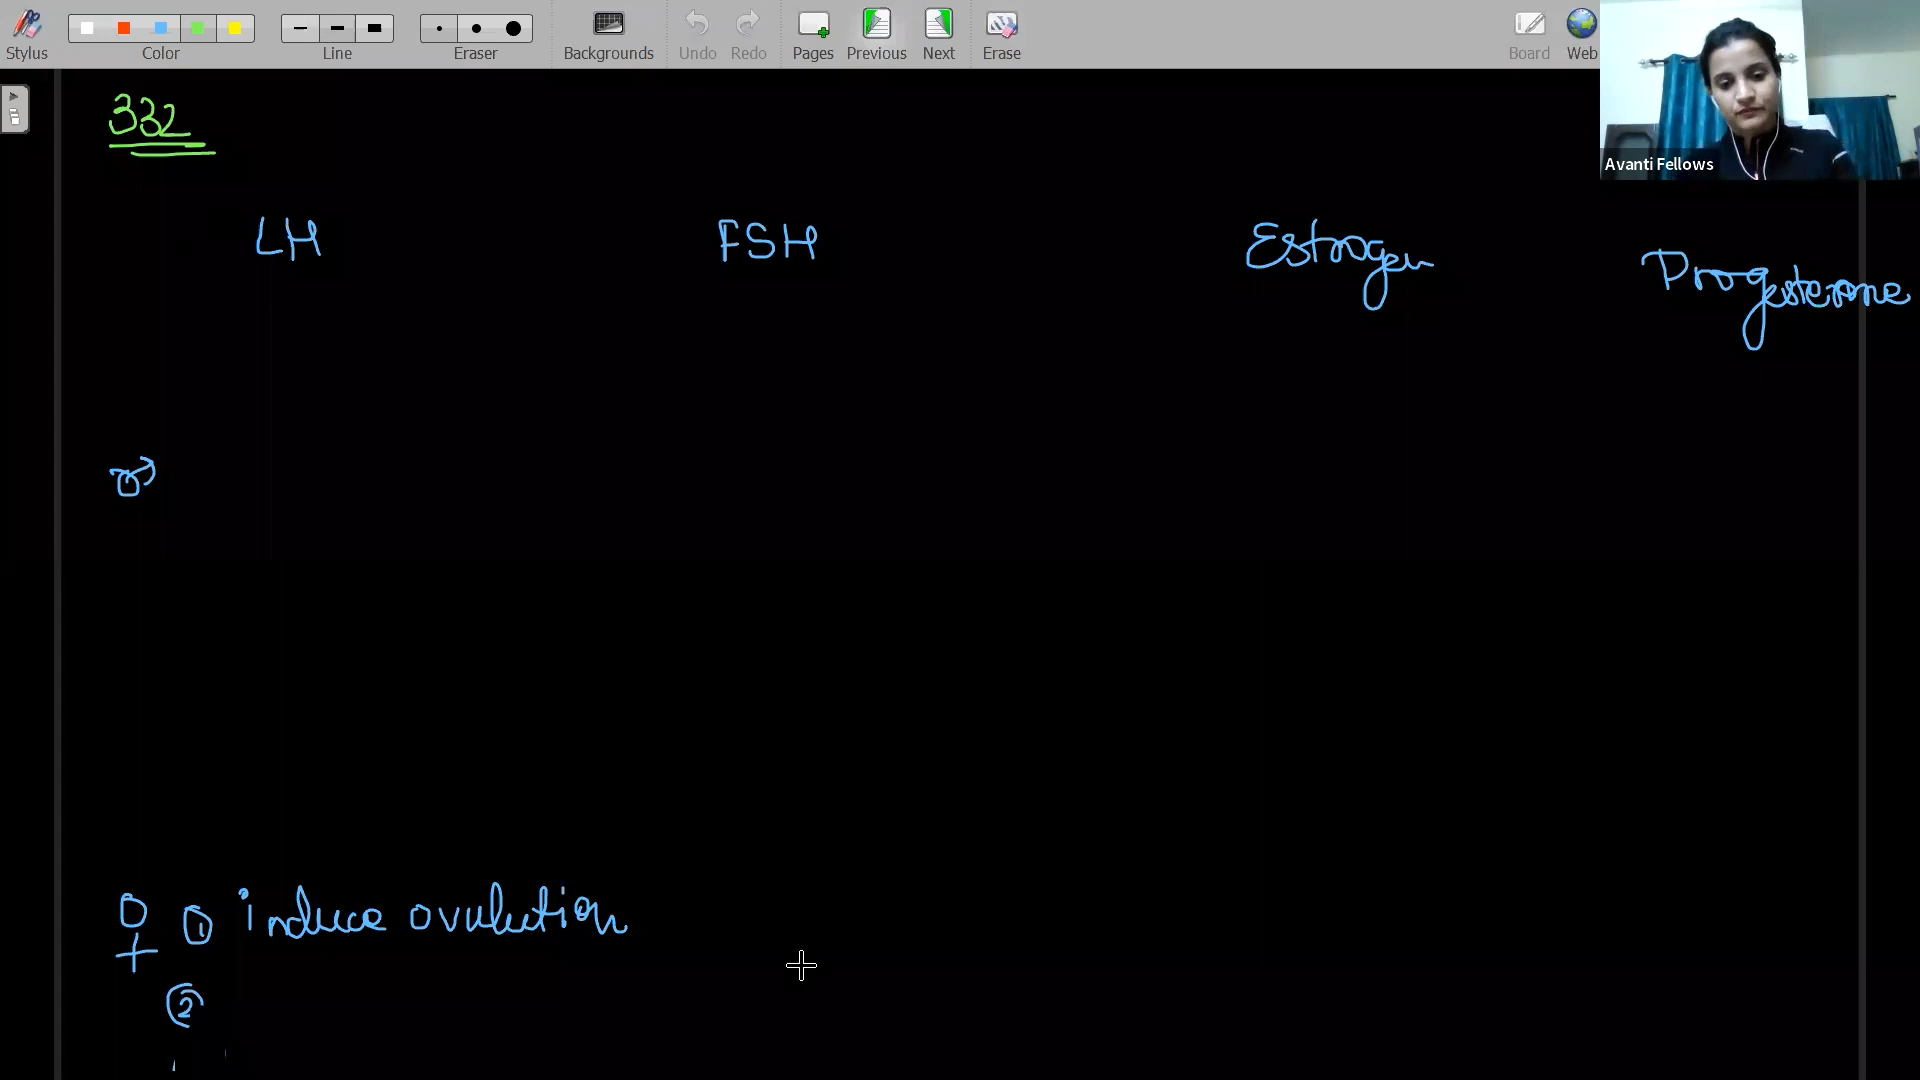 Stylus Color Line Eraser Backgrounds Undo Redo Pages Previous Next Erase Board Web
Avanti Fellows
332
LH FSH Estrogen Progesterone
♂
♀ ① induce ovulution
②